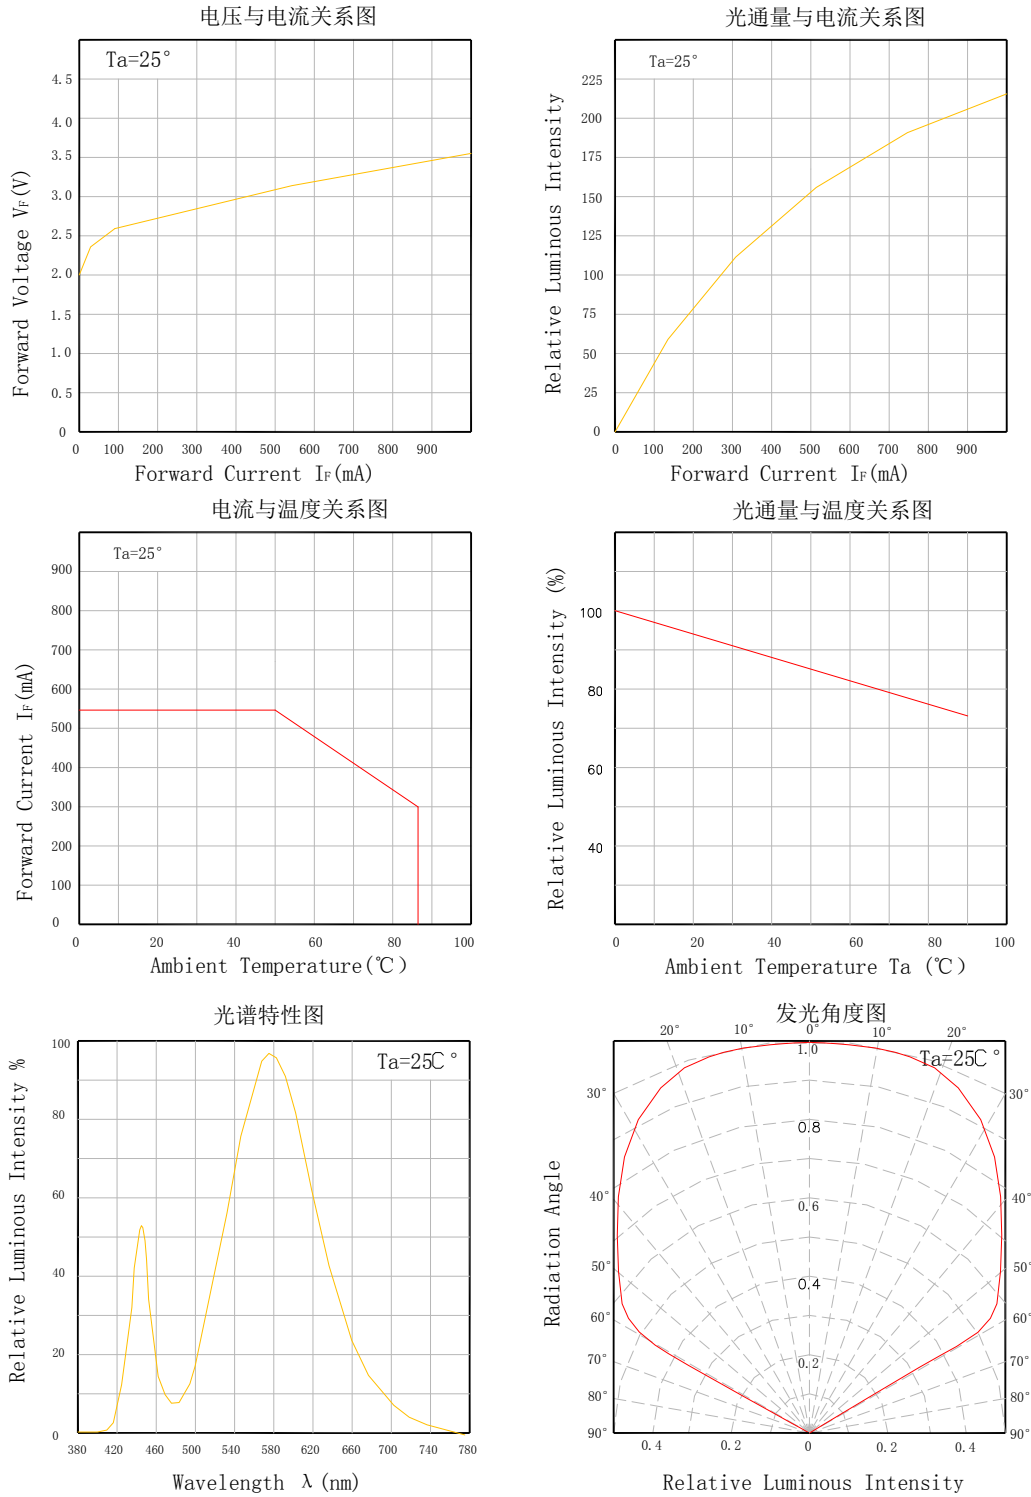 电压与电流关系图
Ta=25°
4.5
4.0
3.5
3.0
2.5
2.0
1.5
1.0
0.5
0
Forward Voltage VF(V)
0 100 200 300 400 500 600 700 800 900
Forward Current IF(mA)
光通量与电流关系图
Ta=25°
225
200
175
150
125
100
75
50
25
0
Relative Luminous Intensity
0 100 200 300 400 500 600 700 800 900
Forward Current IF(mA)
电流与温度关系图
Ta=25°
900
800
700
600
500
400
300
200
100
0
Forward Current IF(mA)
0 20 40 60 80 100
Ambient Temperature(℃)
光通量与温度关系图
100
80
60
40
Relative Luminous Intensity (%)
0 20 40 60 80 100
Ambient Temperature Ta (℃)
光谱特性图
Ta=25C°
100
80
60
40
20
0
Relative Luminous Intensity %
380 420 460 500 540 580 620 660 700 740 780
Wavelength λ (nm)
发光角度图
20° 10° 0° 10° 20°
Ta=25C°
1.0
30° 30°
0.8
40° 40°
0.6
50° 50°
0.4
60° 60°
70° 70°
0.2
80° 80°
90° 90°
Radiation Angle
0.4 0.2 0 0.2 0.4
Relative Luminous Intensity